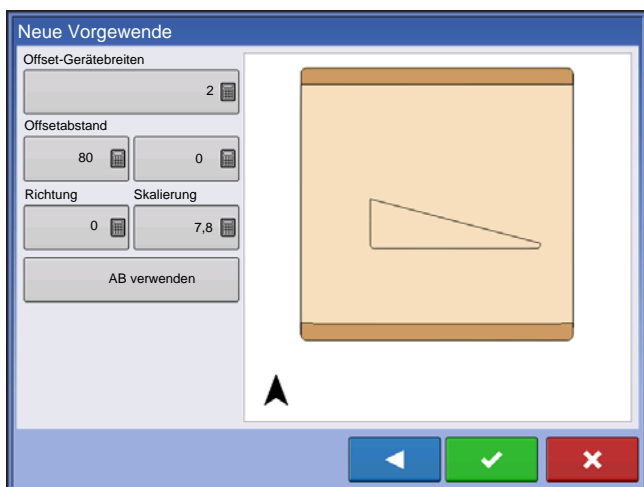 Neue Vorgewende
Offset-Gerätebreiten
2
Offsetabstand
80 0
Richtung Skalierung
0 7,8
AB verwenden